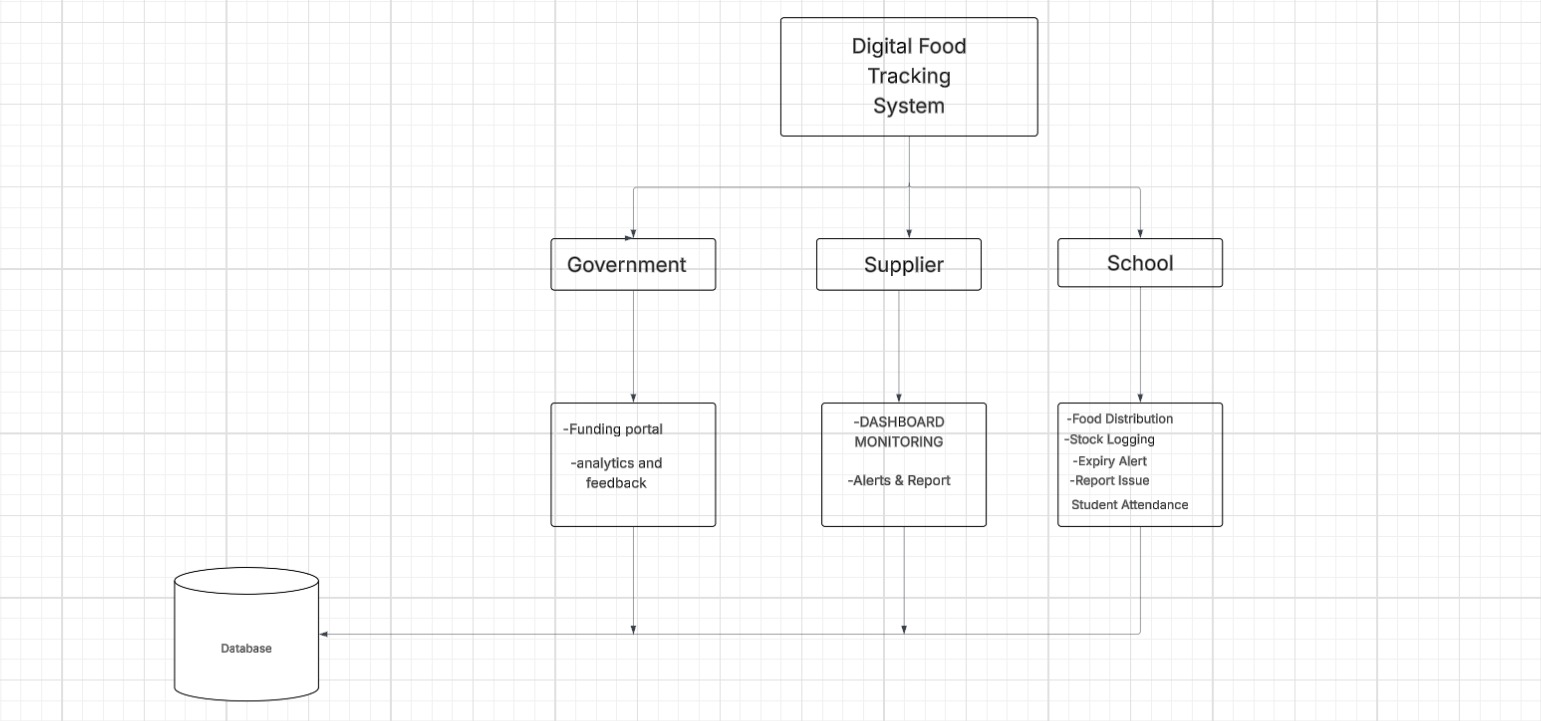 Digital Food
Tracking
System
Government
Supplier
School
-Funding portal
-analytics and
feedback
-DASHBOARD
MONITORING
-Alerts & Report
-Food Distribution
-Stock Logging
-Expiry Alert
-Report Issue
Student Attendance
Database